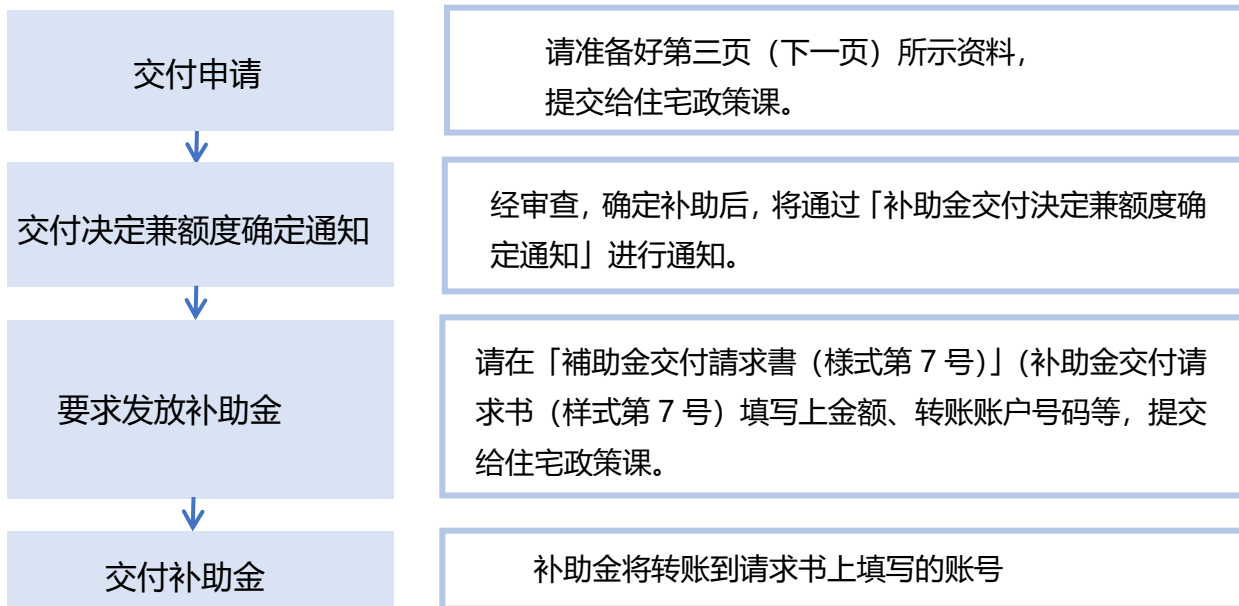 交付申请
请准备好第三页（下一页）所示资料，
提交给住宅政策课。
交付决定兼额度确定通知
经审查，确定补助后，将通过「补助金交付決定兼额度确
定通知」进行通知。
要求发放补助金
请在「補助金交付請求書（様式第 7 号）」（补助金交付请
求书（样式第 7 号）填写上金额、转账账户号码等，提交
给住宅政策课。
交付补助金
补助金将转账到请求书上填写的账号